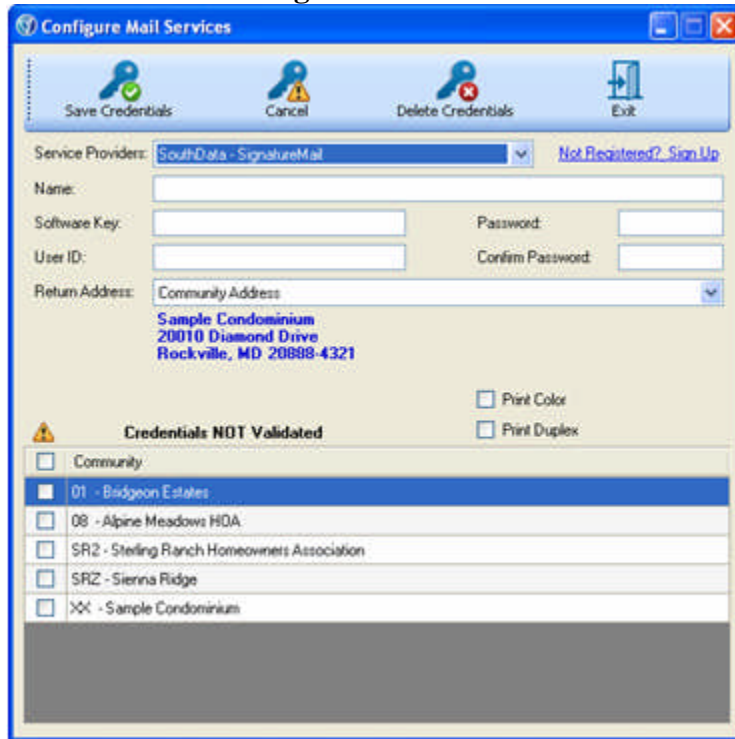 Configure Mail Services
Save Credentials Cancel Delete Credentials Exit
Service Providers: SouthData - SignatureMail Not Registered? Sign Up
Name:
Software Key: Password:
User ID: Confirm Password:
Return Address: Community Address
Sample Condominium
20010 Diamond Drive
Rockville, MD 20888-4321
Print Color
Credentials NOT Validated Print Duplex
Community
01 - Bridgeon Estates
08 - Alpine Meadows HOA
SR2 - Sterling Ranch Homeowners Association
SRZ - Sienna Ridge
XX - Sample Condominium